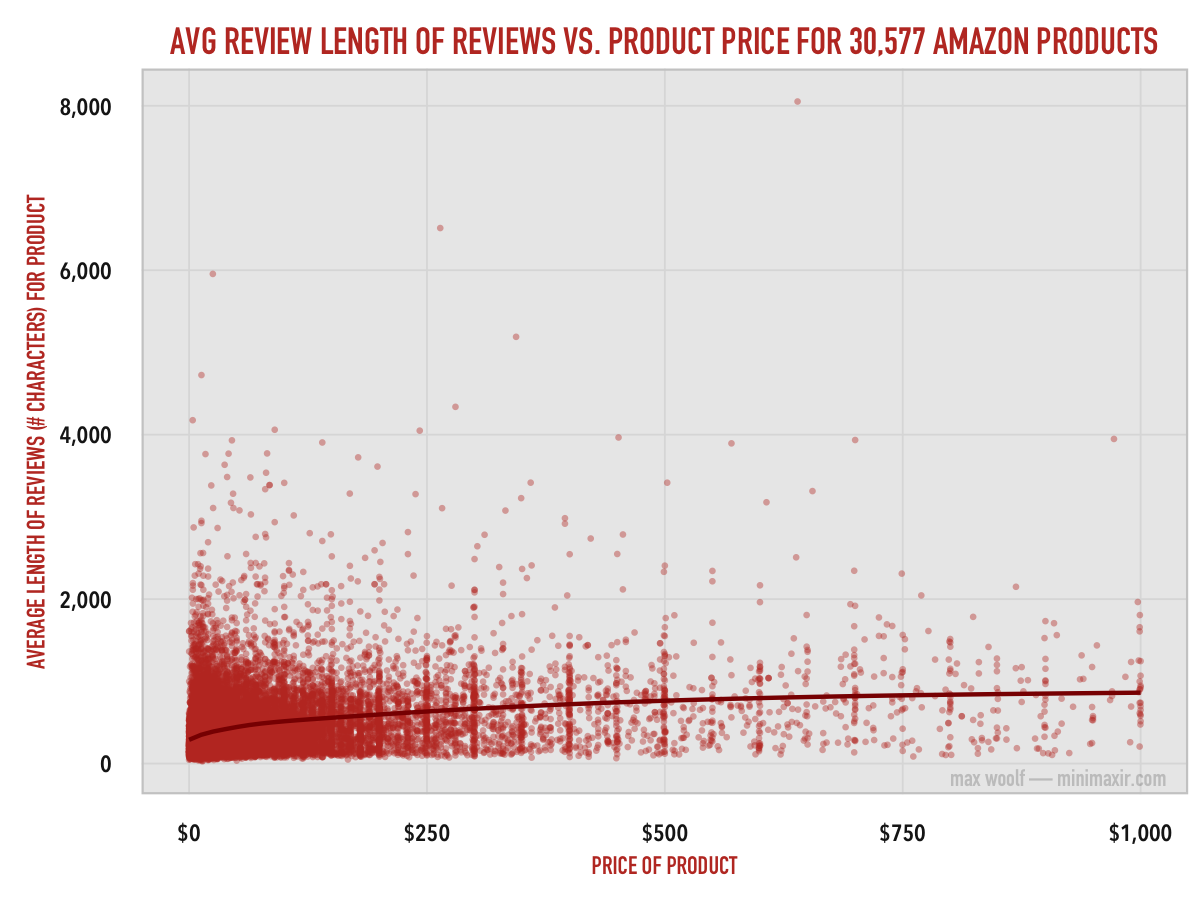 AVG REVIEW LENGTH OF REVIEWS VS. PRODUCT PRICE FOR 30,577 AMAZON PRODUCTS
AVERAGE LENGTH OF REVIEWS (# CHARACTERS) FOR PRODUCT
8,000
6,000
4,000
2,000
0
max woolf — minimaxir.com
$0 $250 $500 $750 $1,000
PRICE OF PRODUCT